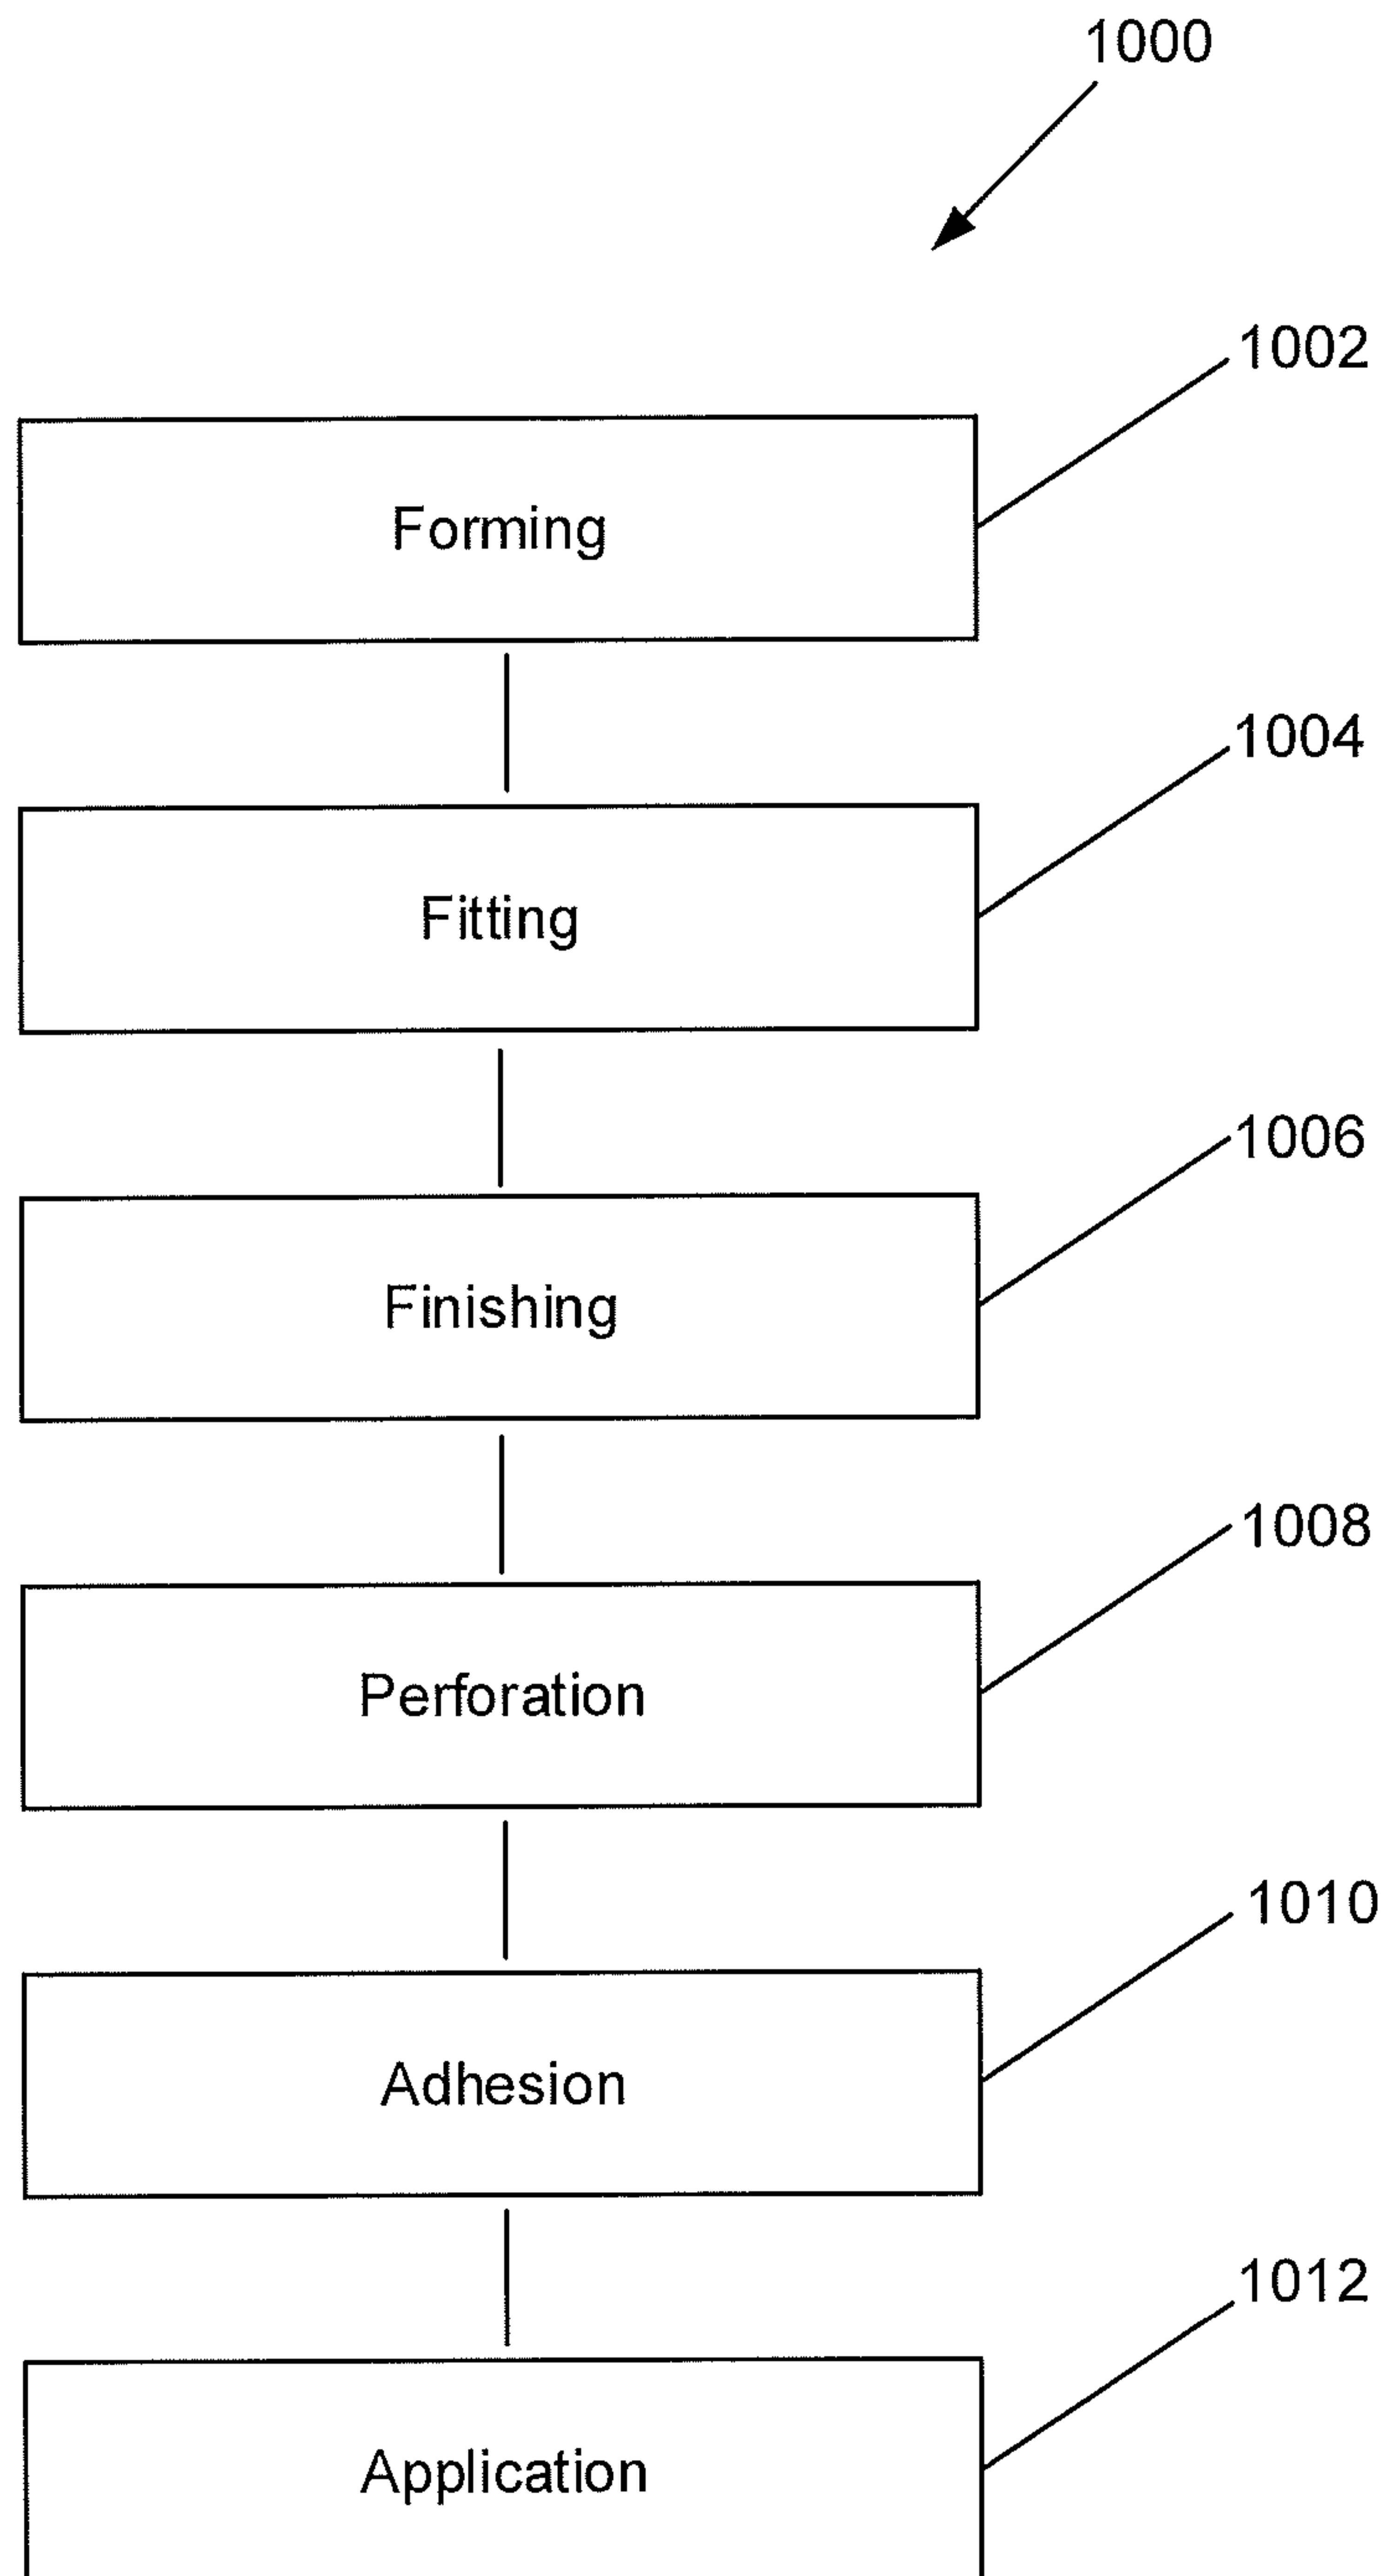 1000
1002
Forming
1004
Fitting
1006
Finishing
1008
Perforation
1010
Adhesion
1012
Application